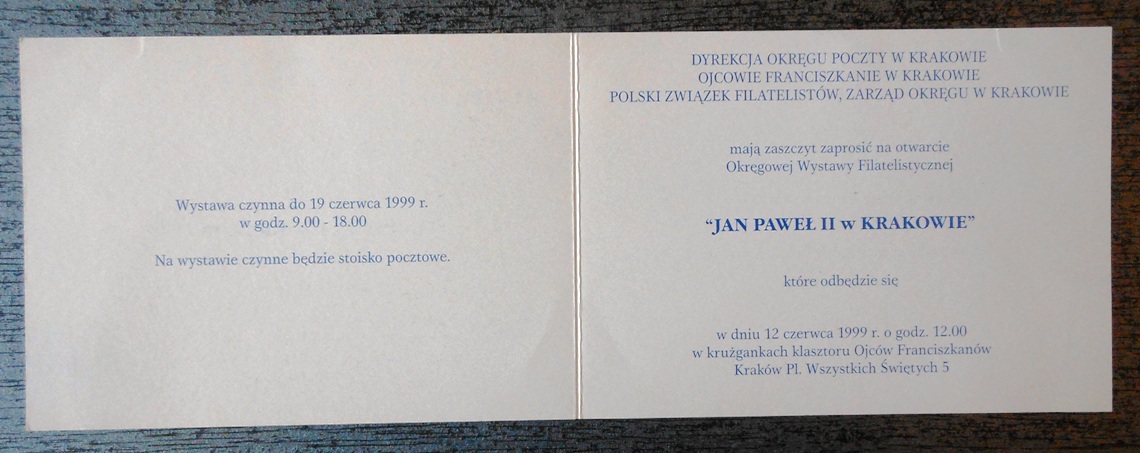 Wystawa czynna do 19 czerwca 1999 r.
w godz. 9.00 - 18.00
Na wystawie czynne będzie stoisko pocztowe.
DYREKCJA OKRĘGU POCZTY W KRAKOWIE
OJCOWIE FRANCISZKANIE W KRAKOWIE
POLSKI ZWIĄZEK FILATELISTÓW, ZARZĄD OKRĘGU W KRAKOWIE
mają zaszczyt zaprosić na otwarcie
Okręgowej Wystawy Filatelistycznej
“JAN PAWEŁ II w KRAKOWIE”
które odbędzie się
w dniu 12 czerwca 1999 r. o godz. 12.00
w krużgankach klasztoru Ojców Franciszkanów
Kraków Pl. Wszystkich Świętych 5